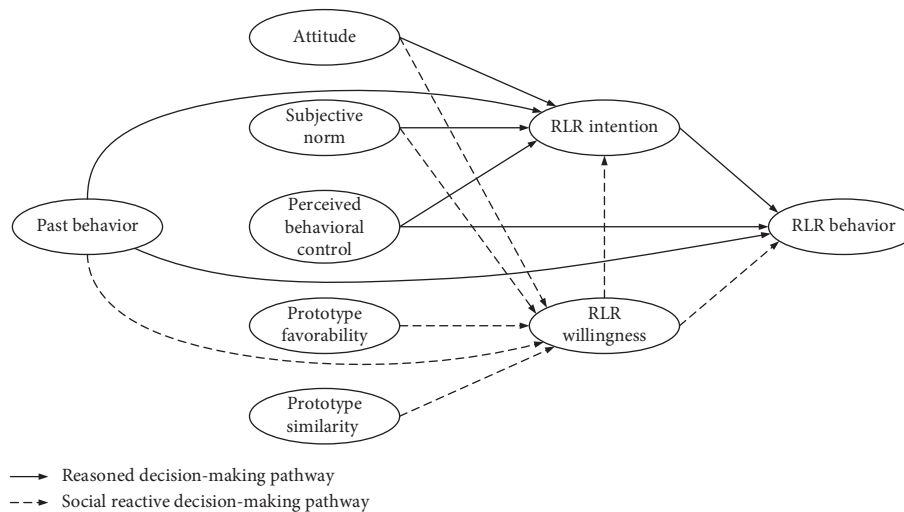 Attitude
Subjective
norm
RLR intention
Past behavior
Perceived
behavioral
control
RLR behavior
Prototype
favorability
RLR
willingness
Prototype
similarity
Reasoned decision-making pathway
Social reactive decision-making pathway